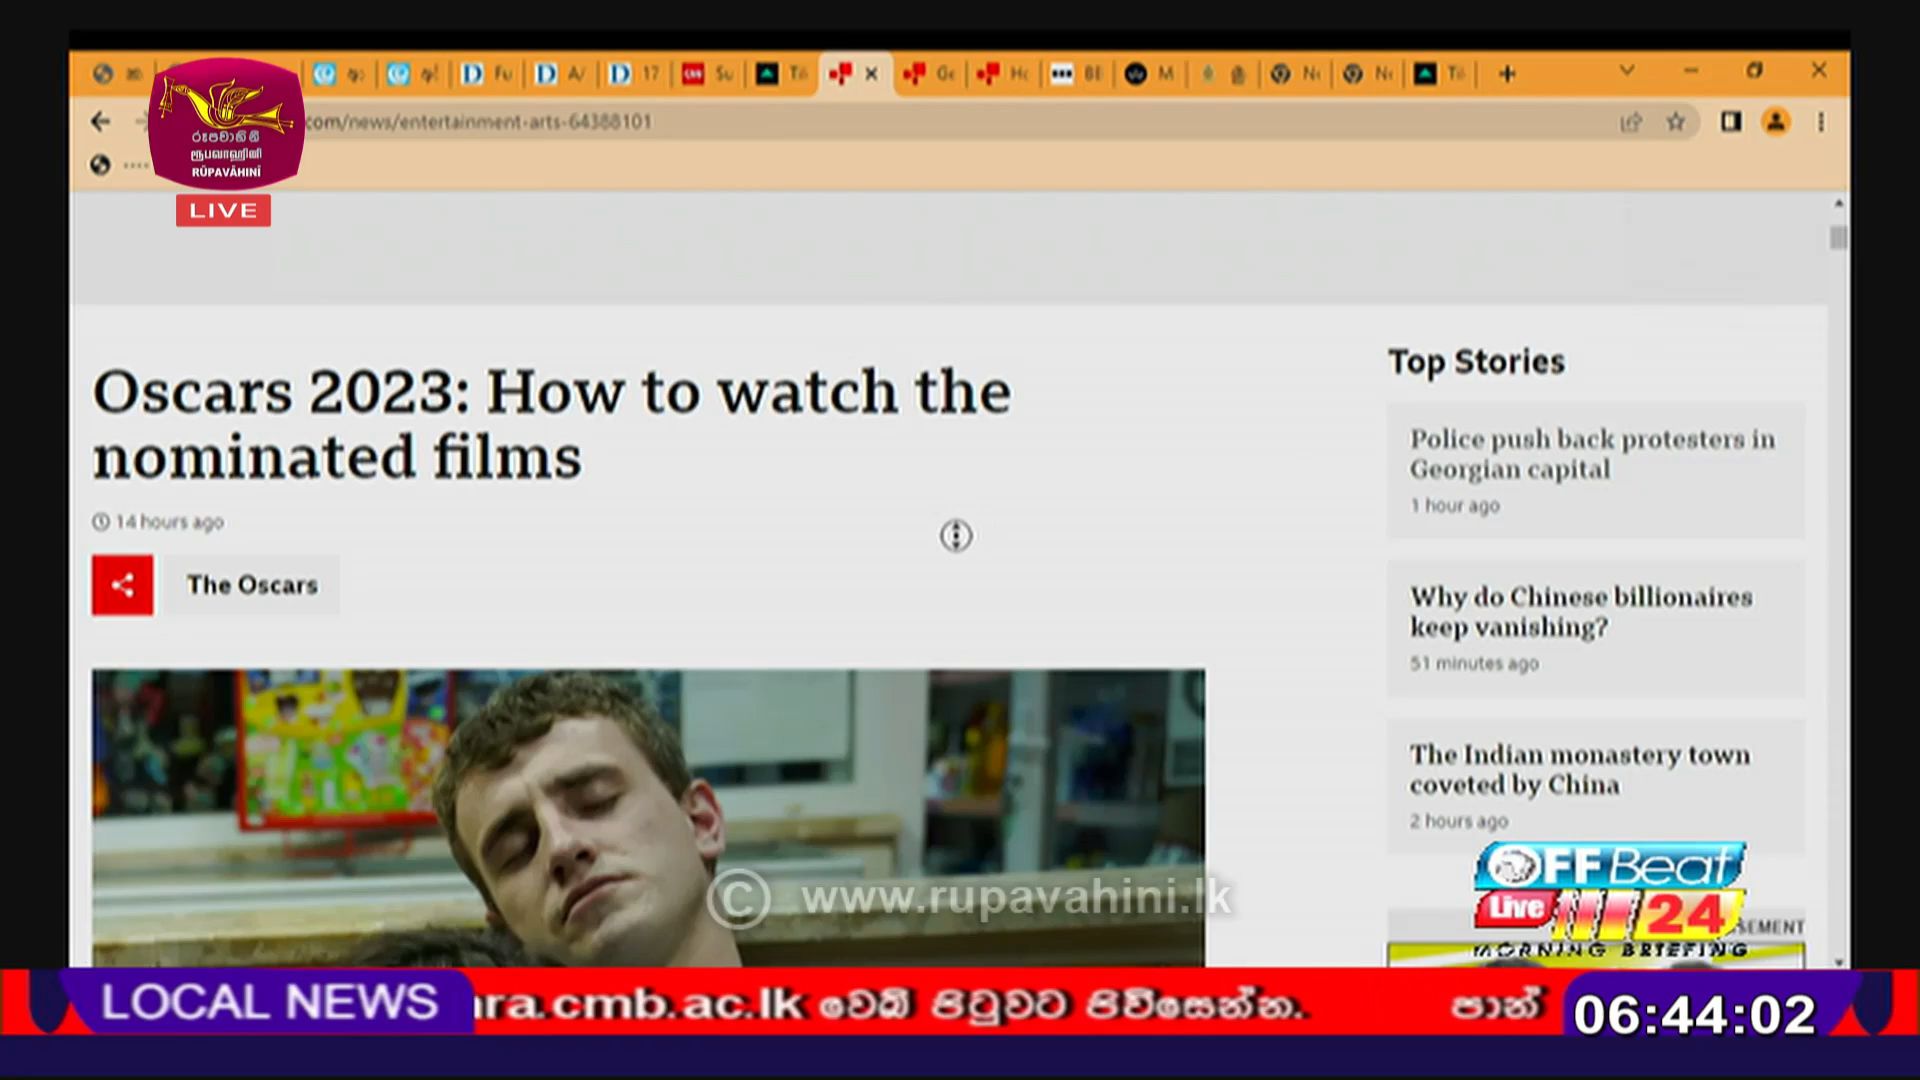 com/news/entertainment-arts-64388101
රූපවාහිනී
ரூபவாஹினி
RŪPAVĀHINĪ
LIVE
Oscars 2023: How to watch the
nominated films
14 hours ago
The Oscars
Top Stories
Police push back protesters in
Georgian capital
1 hour ago
Why do Chinese billionaires
keep vanishing?
51 minutes ago
The Indian monastery town
coveted by China
2 hours ago
© www.rupavahini.lk
OFF Beat
Live 24
MORNING BRIEFING
LOCAL NEWS
ara.cmb.ac.lk වෙබ් පිටුවට පිවිසෙන්න.
පාන්
06:44:02